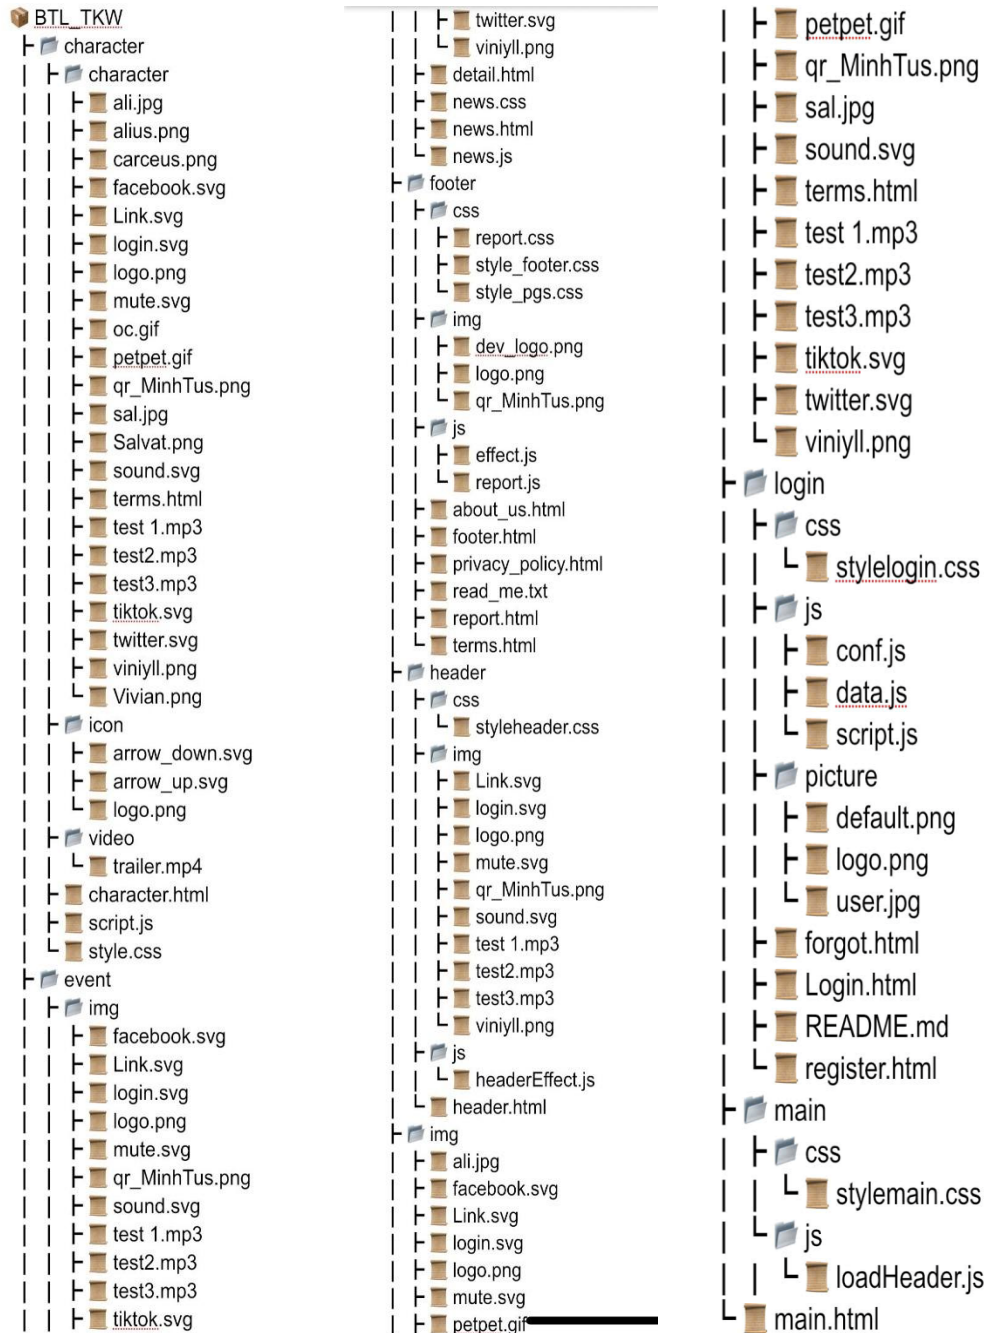 BTL_TKW
character
character
ali.jpg
alius.png
carceus.png
facebook.svg
Link.svg
login.svg
logo.png
mute.svg
oc.gif
petpet.gif
qr_MinhTus.png
sal.jpg
Salvat.png
sound.svg
terms.html
test 1.mp3
test2.mp3
test3.mp3
tiktok.svg
twitter.svg
viniyll.png
Vivian.png
icon
arrow_down.svg
arrow_up.svg
logo.png
video
trailer.mp4
character.html
script.js
style.css
event
img
facebook.svg
Link.svg
login.svg
logo.png
mute.svg
qr_MinhTus.png
sound.svg
test 1.mp3
test2.mp3
test3.mp3
tiktok.svg
twitter.svg
viniyll.png
detail.html
news.css
news.html
news.js
footer
css
report.css
style_footer.css
style_pgs.css
img
dev_logo.png
logo.png
qr_MinhTus.png
js
effect.js
report.js
about_us.html
footer.html
privacy_policy.html
read_me.txt
report.html
terms.html
header
css
styleheader.css
img
Link.svg
login.svg
logo.png
mute.svg
qr_MinhTus.png
sound.svg
test 1.mp3
test2.mp3
test3.mp3
viniyll.png
js
headerEffect.js
header.html
img
ali.jpg
facebook.svg
Link.svg
login.svg
logo.png
mute.svg
petpet.gif
petpet.gif
qr_MinhTus.png
sal.jpg
sound.svg
terms.html
test 1.mp3
test2.mp3
test3.mp3
tiktok.svg
twitter.svg
viniyll.png
login
css
stylelogin.css
js
conf.js
data.js
script.js
picture
default.png
logo.png
user.jpg
forgot.html
Login.html
README.md
register.html
main
css
stylemain.css
js
loadHeader.js
main.html